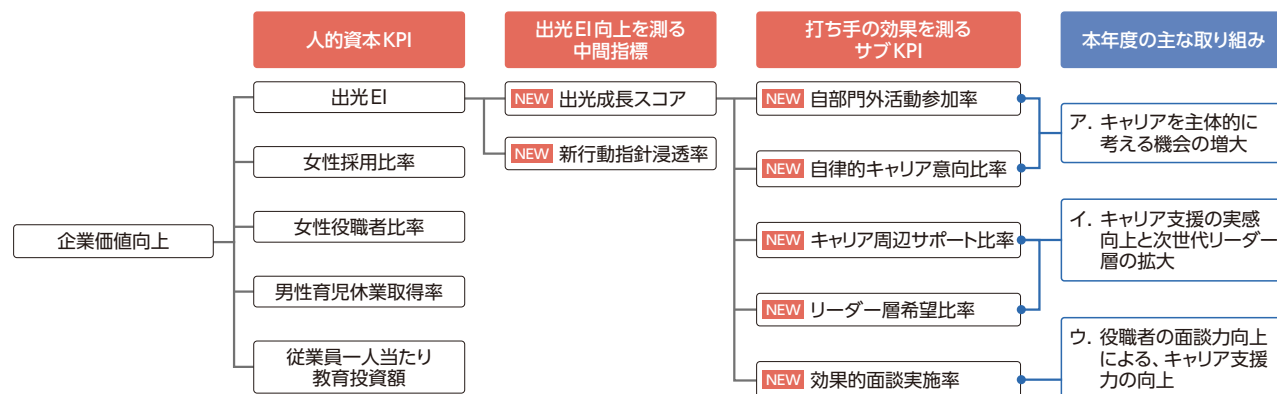 人的資本KPI
出光EI向上を測る
中間指標
打ち手の効果を測る
サブKPI
本年度の主な取り組み
企業価値向上
出光EI
女性採用比率
女性役職者比率
男性育児休業取得率
従業員一人当たり
教育投資額
NEW 出光成長スコア
NEW 新行動指針浸透率
NEW 自部門外活動参加率
NEW 自律的キャリア意向比率
NEW キャリア周辺サポート比率
NEW リーダー層希望比率
NEW 効果的面談実施率
ア. キャリアを主体的に
考える機会の増大
イ. キャリア支援の実感
向上と次世代リーダー
層の拡大
ウ. 役職者の面談力向上
による、キャリア支援
力の向上